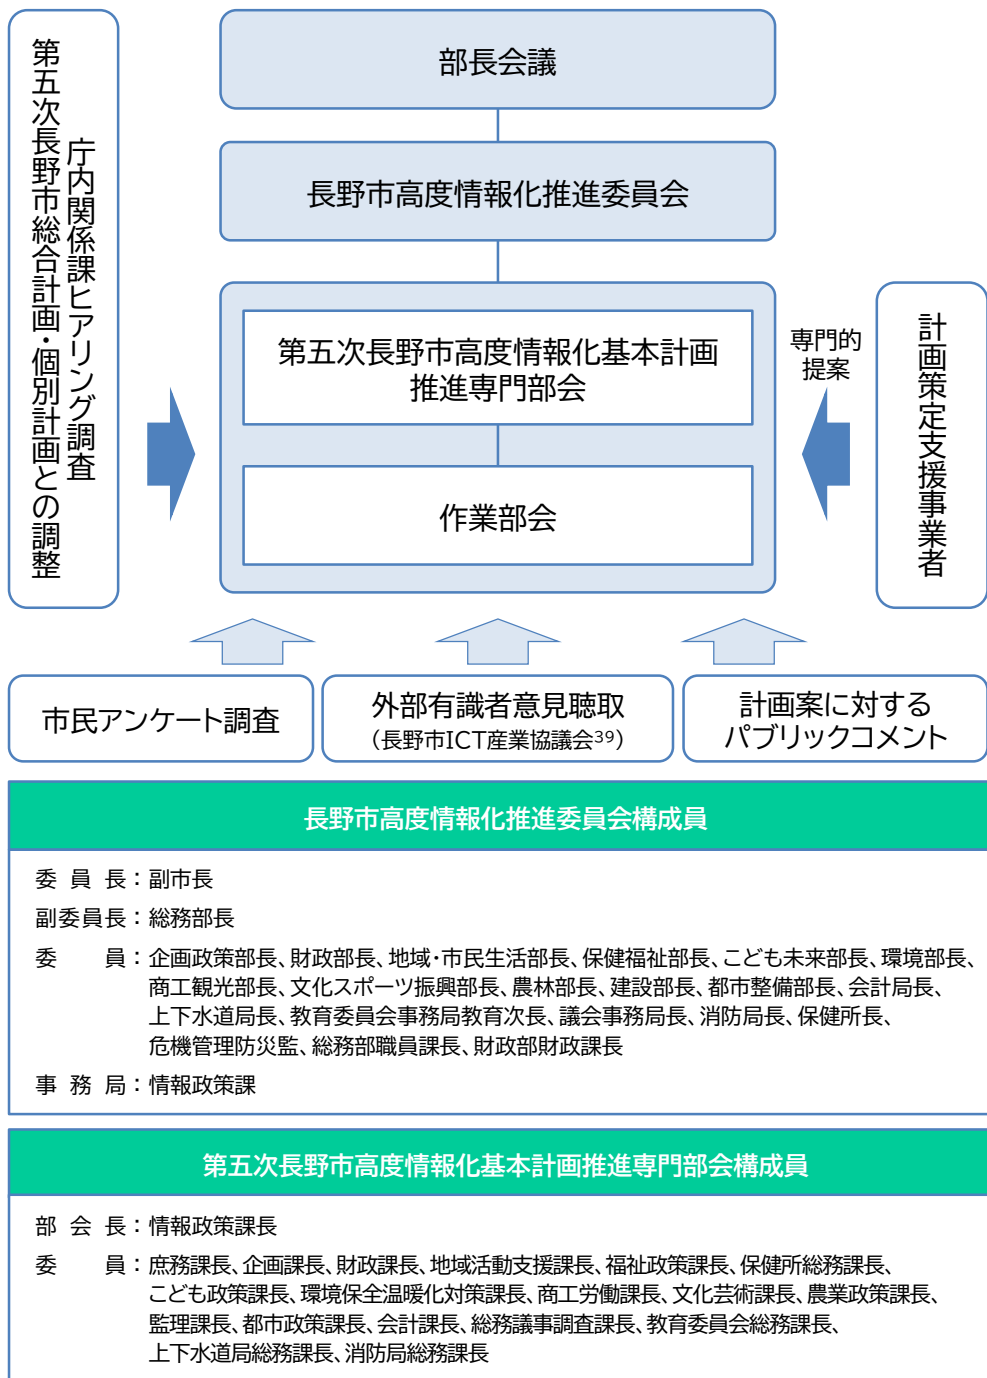 部長会議
長野市高度情報化推進委員会
第五次長野市総合計画・個別計画との調整
庁内関係課ヒアリング調査
第五次長野市高度情報化基本計画
推進専門部会
作業部会
専門的
提案
計画策定支援事業者
市民アンケート調査
外部有識者意見聴取
（長野市ICT産業協議会39）
計画案に対する
パブリックコメント
長野市高度情報化推進委員会構成員
委員長：副市長
副委員長：総務部長
委員：企画政策部長、財政部長、地域・市民生活部長、保健福祉部長、こども未来部長、環境部長、
商工観光部長、文化スポーツ振興部長、農林部長、建設部長、都市整備部長、会計局長、
上下水道局長、教育委員会事務局教育次長、議会事務局長、消防局長、保健所長、
危機管理防災監、総務部職員課長、財政部財政課長
事務局：情報政策課
第五次長野市高度情報化基本計画推進専門部会構成員
部会長：情報政策課長
委員：庶務課長、企画課長、財政課長、地域活動支援課長、福祉政策課長、保健所総務課長、
こども政策課長、環境保全温暖化対策課長、商工労働課長、文化芸術課長、農業政策課長、
監理課長、都市政策課長、会計課長、総務議事調査課長、教育委員会総務課長、
上下水道局総務課長、消防局総務課長